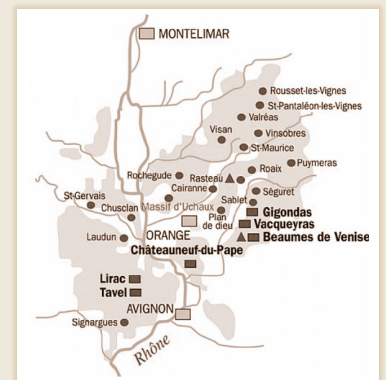 MONTELIMAR
Rousset-les-Vignes
St-Pantaléon-les-Vignes
Valréas
Visan
Vinsobres
St-Maurice
Puymeras
Rochegude
Rasteau
Roaix
Cairanne
Séguret
St-Gervais
Chusclan
Massif d'Uchaux
Sablet
Plan
de dieu
Gigondas
Vacqueyras
Laudun
ORANGE
Beaumes de Venise
Châteauneuf-du-Pape
Lirac
Tavel
AVIGNON
Signargues
Rhône